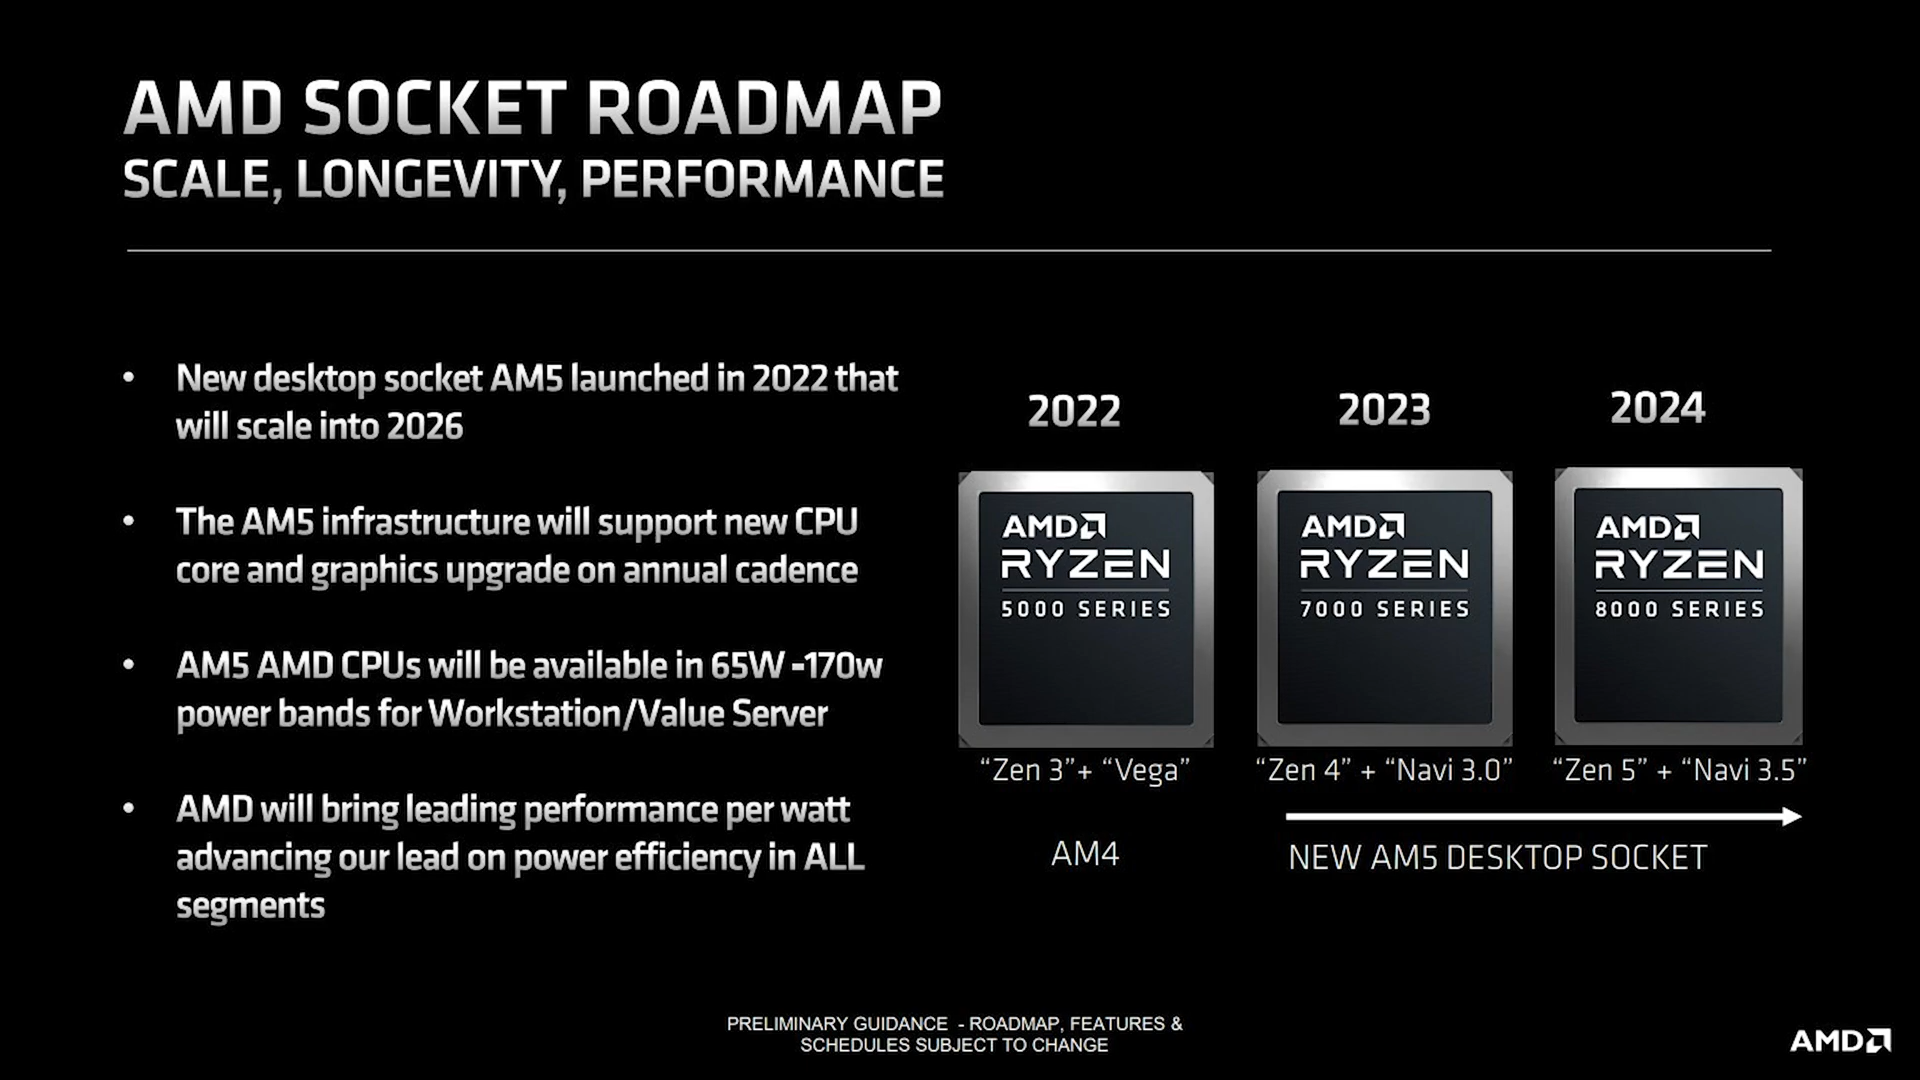 AMD SOCKET ROADMAP
SCALE, LONGEVITY, PERFORMANCE
• New desktop socket AM5 launched in 2022 that
will scale into 2026
• The AM5 infrastructure will support new CPU
core and graphics upgrade on annual cadence
• AM5 AMD CPUs will be available in 65W -170w
power bands for Workstation/Value Server
• AMD will bring leading performance per watt
advancing our lead on power efficiency in ALL
segments
2022
AMD
RYZEN
5000 SERIES
"Zen 3"+ "Vega"
AM4
2023
AMD
RYZEN
7000 SERIES
“Zen 4” + “Navi 3.0”
2024
AMD
RYZEN
8000 SERIES
“Zen 5” + “Navi 3.5”
NEW AM5 DESKTOP SOCKET
PRELIMINARY GUIDANCE - ROADMAP, FEATURES &
SCHEDULES SUBJECT TO CHANGE
AMD